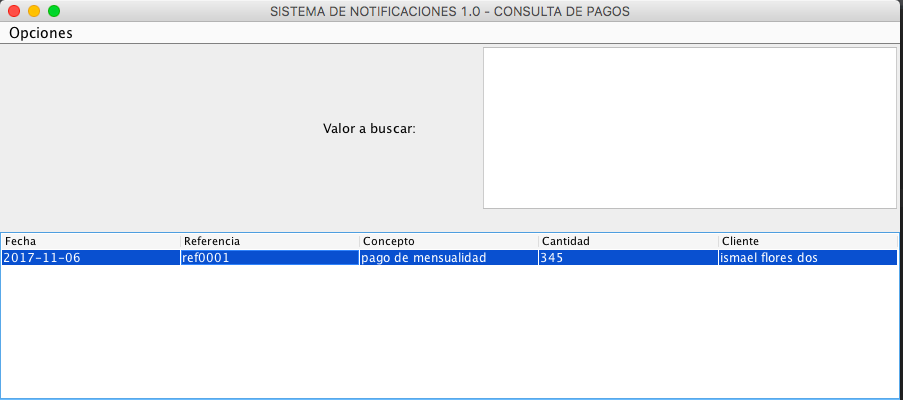 SISTEMA DE NOTIFICACIONES 1.0 - CONSULTA DE PAGOS
Opciones
Valor a buscar:
Fecha Referencia Concepto Cantidad Cliente
2017-11-06 ref0001 pago de mensualidad 345 ismael flores dos